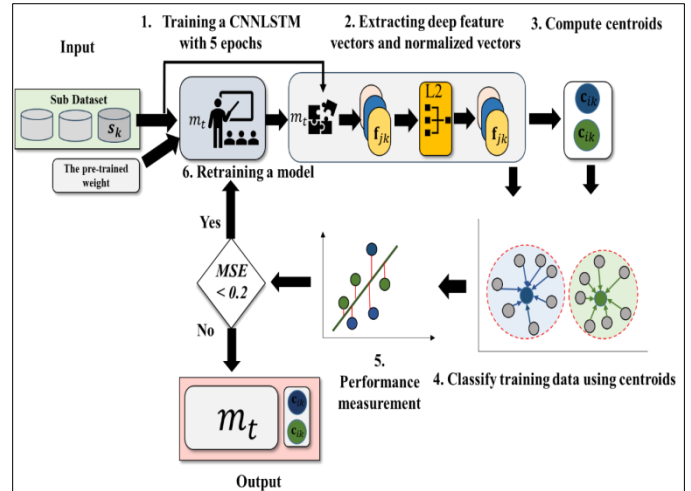 Input
1. Training a CNNLSTM
with 5 epochs
2. Extracting deep feature
vectors and normalized vectors
3. Compute centroids
Sub Dataset
s_k
The pre-trained
weight
m_t
6. Retraining a model
m_t
f_jk
L2
f_jk
c_ik
c_ik
Yes
MSE
< 0.2
No
5.
Performance
measurement
4. Classify training data using centroids
m_t
c_ik
c_ik
Output